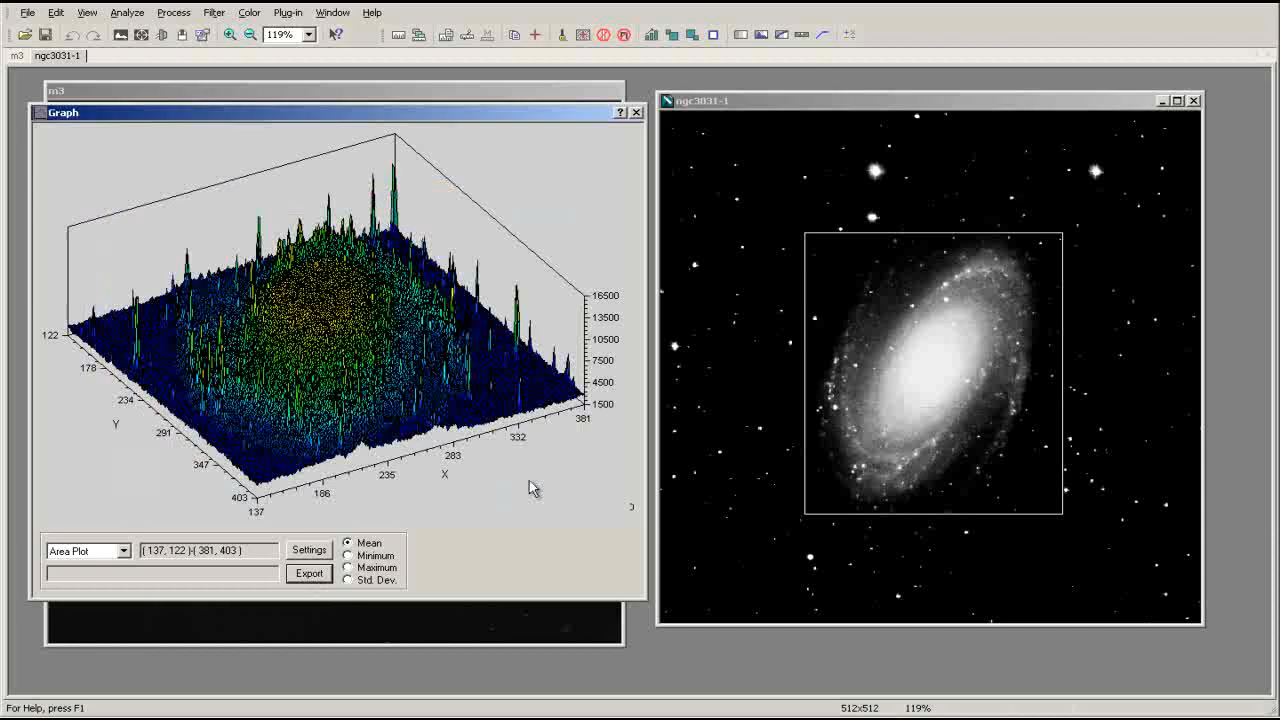 File Edit View Analyze Process Filter Color Plug-in Window Help
119%
m3 ngc3031-1
m3
Graph
ngc3031-1
16500
13500
10500
7500
4500
1500
122
178
234
291
347
403
Y
137
186
235
283
332
381
X
Area Plot
( 137, 122 )-( 381, 403 )
Settings
Export
Mean
Minimum
Maximum
Std. Dev.
For Help, press F1
512x512 119%